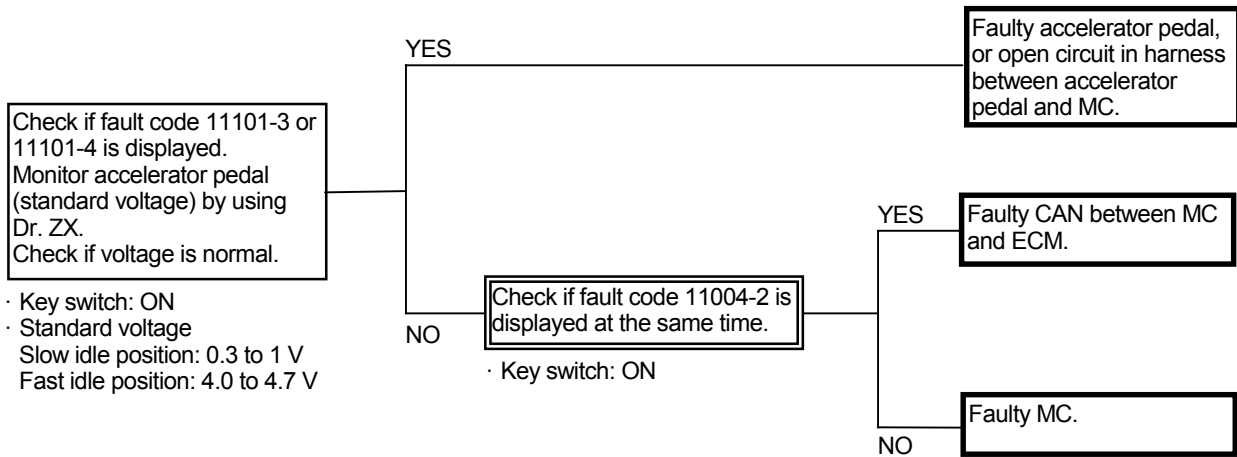 YES
Faulty accelerator pedal,
or open circuit in harness
between accelerator
pedal and MC.
Check if fault code 11101-3 or
11101-4 is displayed.
Monitor accelerator pedal
(standard voltage) by using
Dr. ZX.
Check if voltage is normal.
· Key switch: ON
· Standard voltage
Slow idle position: 0.3 to 1 V
Fast idle position: 4.0 to 4.7 V
NO
Check if fault code 11004-2 is
displayed at the same time.
· Key switch: ON
YES
Faulty CAN between MC
and ECM.
NO
Faulty MC.